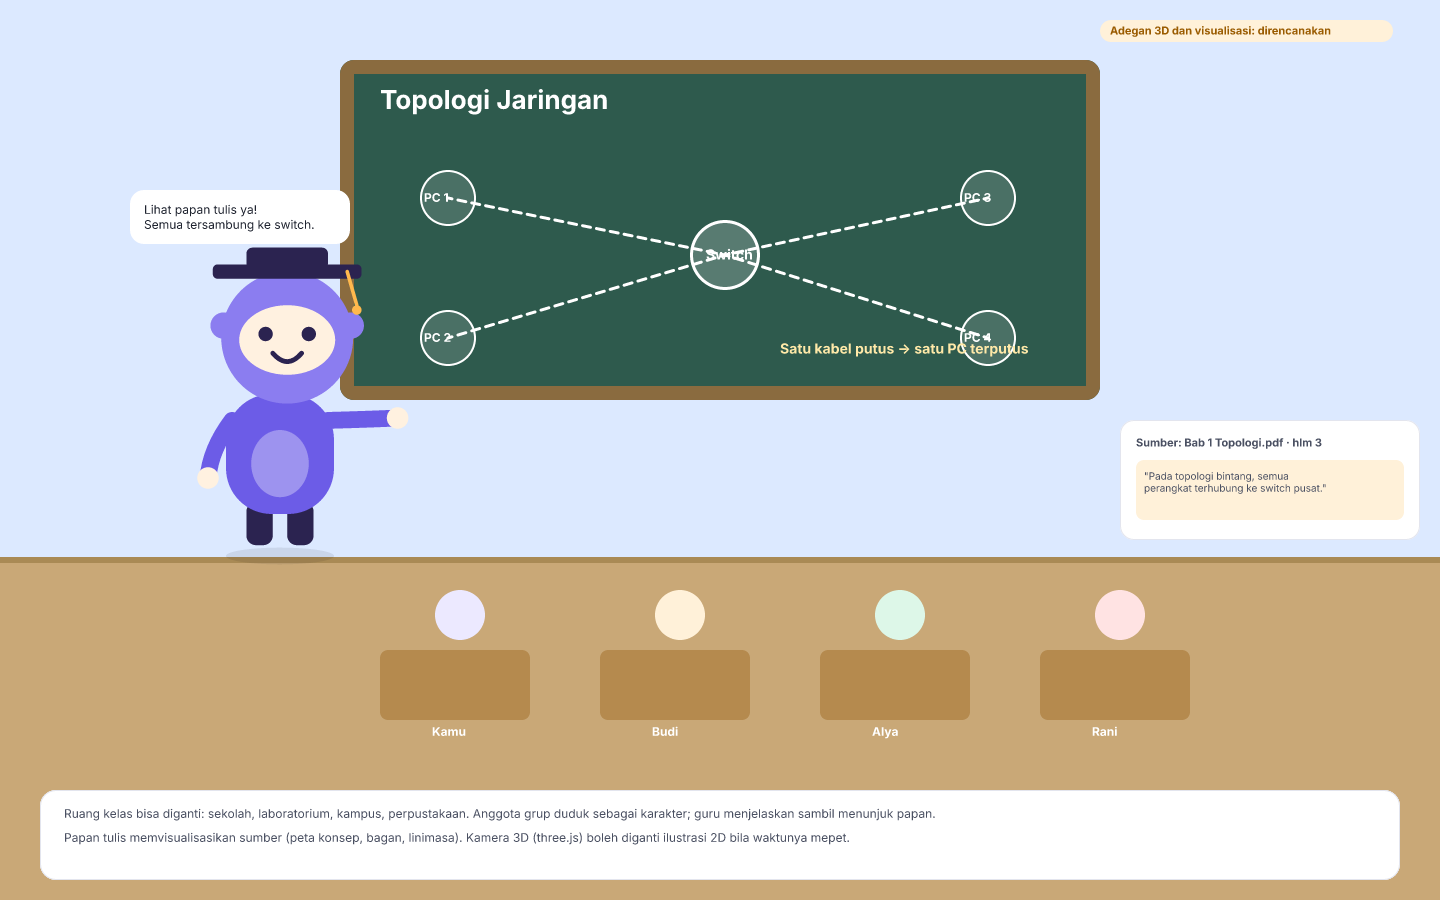 Adegan 3D dan visualisasi: direncanakan
Topologi Jaringan
PC 1
PC 3
Lihat papan tulis ya!
Semua tersambung ke switch.
Switch
PC 2
PC 4
Satu kabel putus → satu PC terputus
Sumber: Bab 1 Topologi.pdf · hlm 3
"Pada topologi bintang, semua
perangkat terhubung ke switch pusat."
Kamu
Budi
Alya
Rani
Ruang kelas bisa diganti: sekolah, laboratorium, kampus, perpustakaan. Anggota grup duduk sebagai karakter; guru menjelaskan sambil menunjuk papan.
Papan tulis memvisualisasikan sumber (peta konsep, bagan, linimasa). Kamera 3D (three.js) boleh diganti ilustrasi 2D bila waktunya mepet.